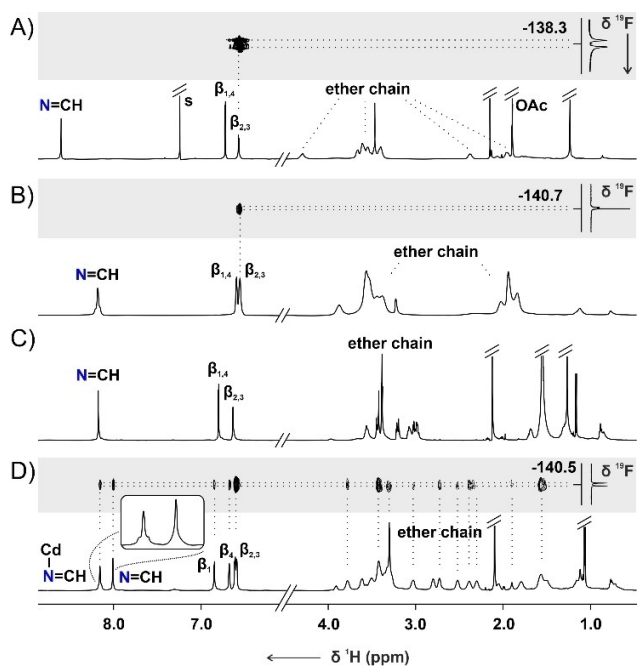 A)
-138.3
δ ¹⁹F
N=CH
s
β₁,₄
β₂,₃
ether chain
OAc
B)
-140.7
δ ¹⁹F
N=CH
β₁,₄
β₂,₃
ether chain
C)
N=CH
β₁,₄
β₂,₃
ether chain
D)
-140.5
δ ¹⁹F
Cd
N=CH
N=CH
β₁
β₄
β₂,₃
ether chain
8.0 7.0 4.0 3.0 2.0 1.0
δ ¹H (ppm)